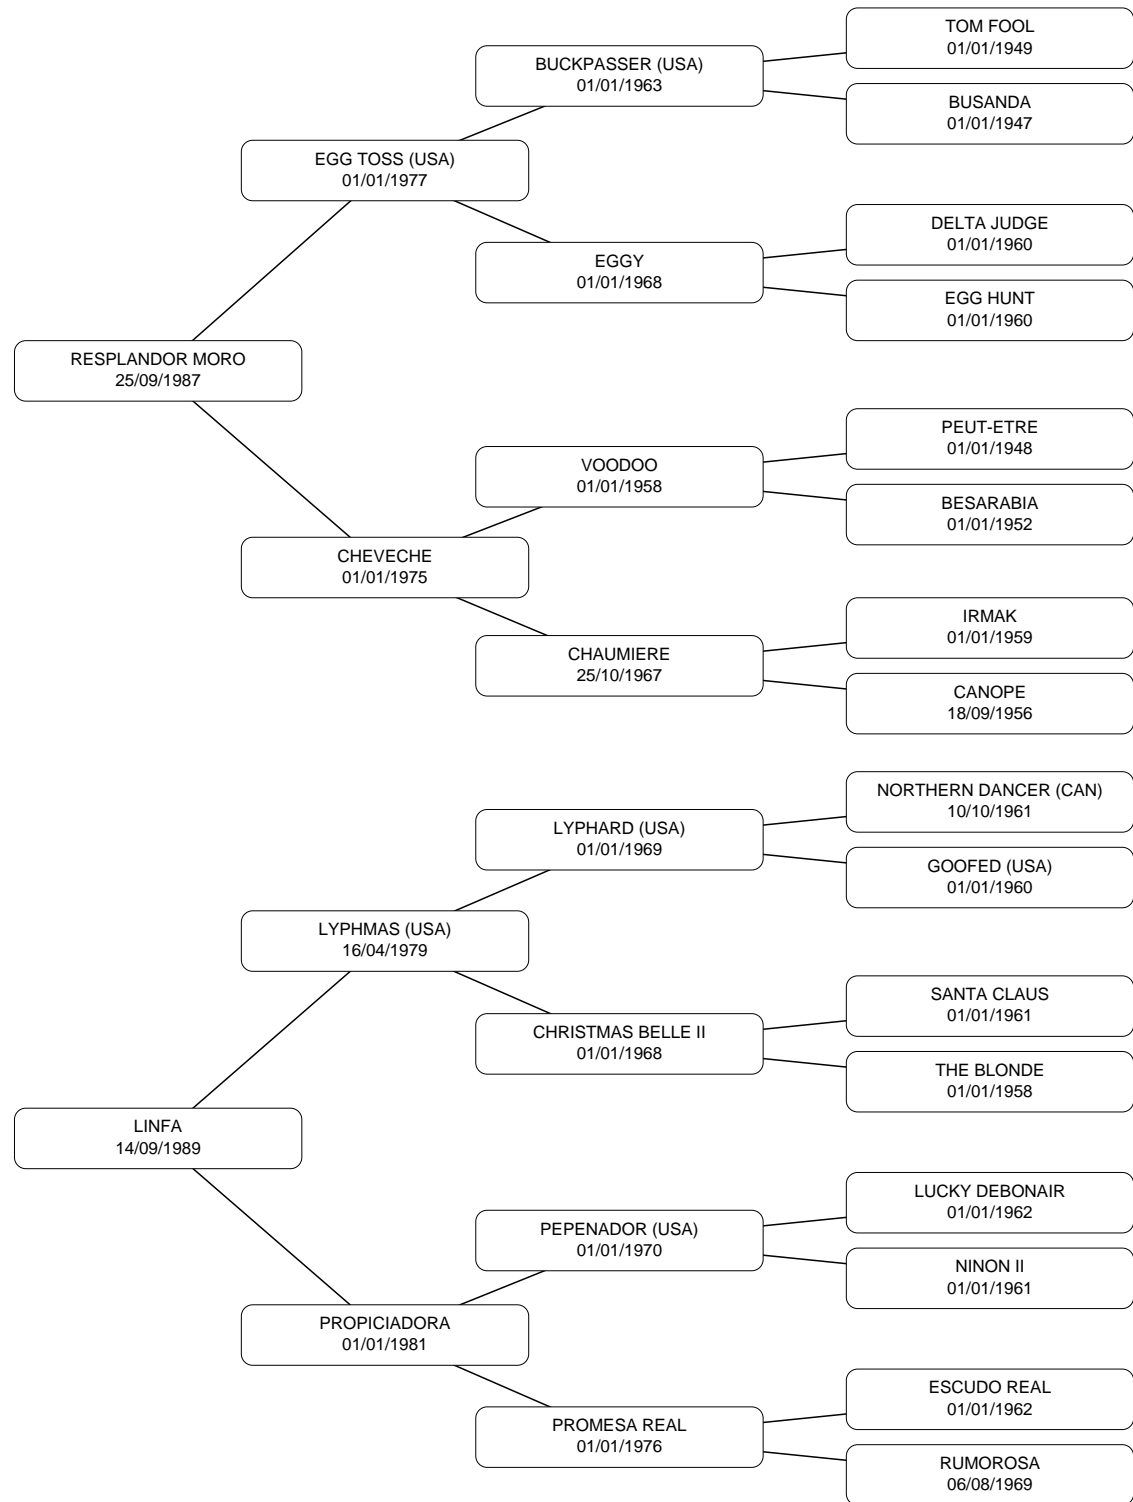 TOM FOOL
01/01/1949
BUCKPASSER (USA)
01/01/1963
BUSANDA
01/01/1947
EGG TOSS (USA)
01/01/1977
DELTA JUDGE
01/01/1960
EGGY
01/01/1968
EGG HUNT
01/01/1960
RESPLANDOR MORO
25/09/1987
PEUT-ETRE
01/01/1948
VOODOO
01/01/1958
BESARABIA
01/01/1952
CHEVECHE
01/01/1975
IRMAK
01/01/1959
CHAUMIERE
25/10/1967
CANOPE
18/09/1956
NORTHERN DANCER (CAN)
10/10/1961
LYPHARD (USA)
01/01/1969
GOOFED (USA)
01/01/1960
LYPHMAS (USA)
16/04/1979
SANTA CLAUS
01/01/1961
CHRISTMAS BELLE II
01/01/1968
THE BLONDE
01/01/1958
LINFA
14/09/1989
LUCKY DEBONAIR
01/01/1962
PEPENADOR (USA)
01/01/1970
NINON II
01/01/1961
PROPICIADORA
01/01/1981
ESCUDO REAL
01/01/1962
PROMESA REAL
01/01/1976
RUMOROSA
06/08/1969